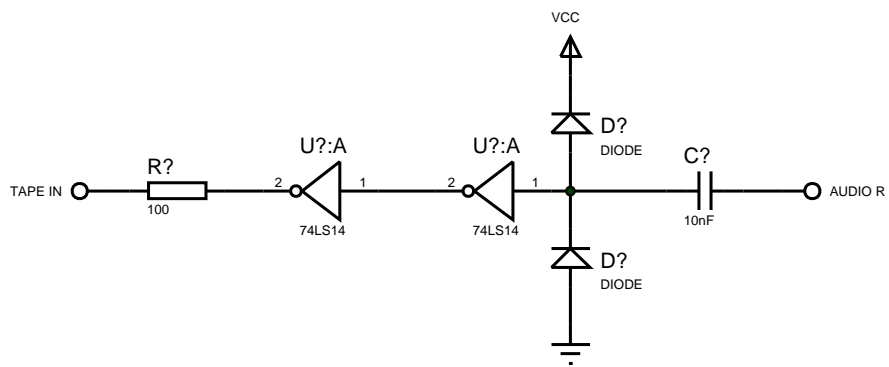 VCC
D?
DIODE
U?:A
U?:A
C?
R?
TAPE IN
2
1
2
1
AUDIO R
100
74LS14
74LS14
10nF
D?
DIODE